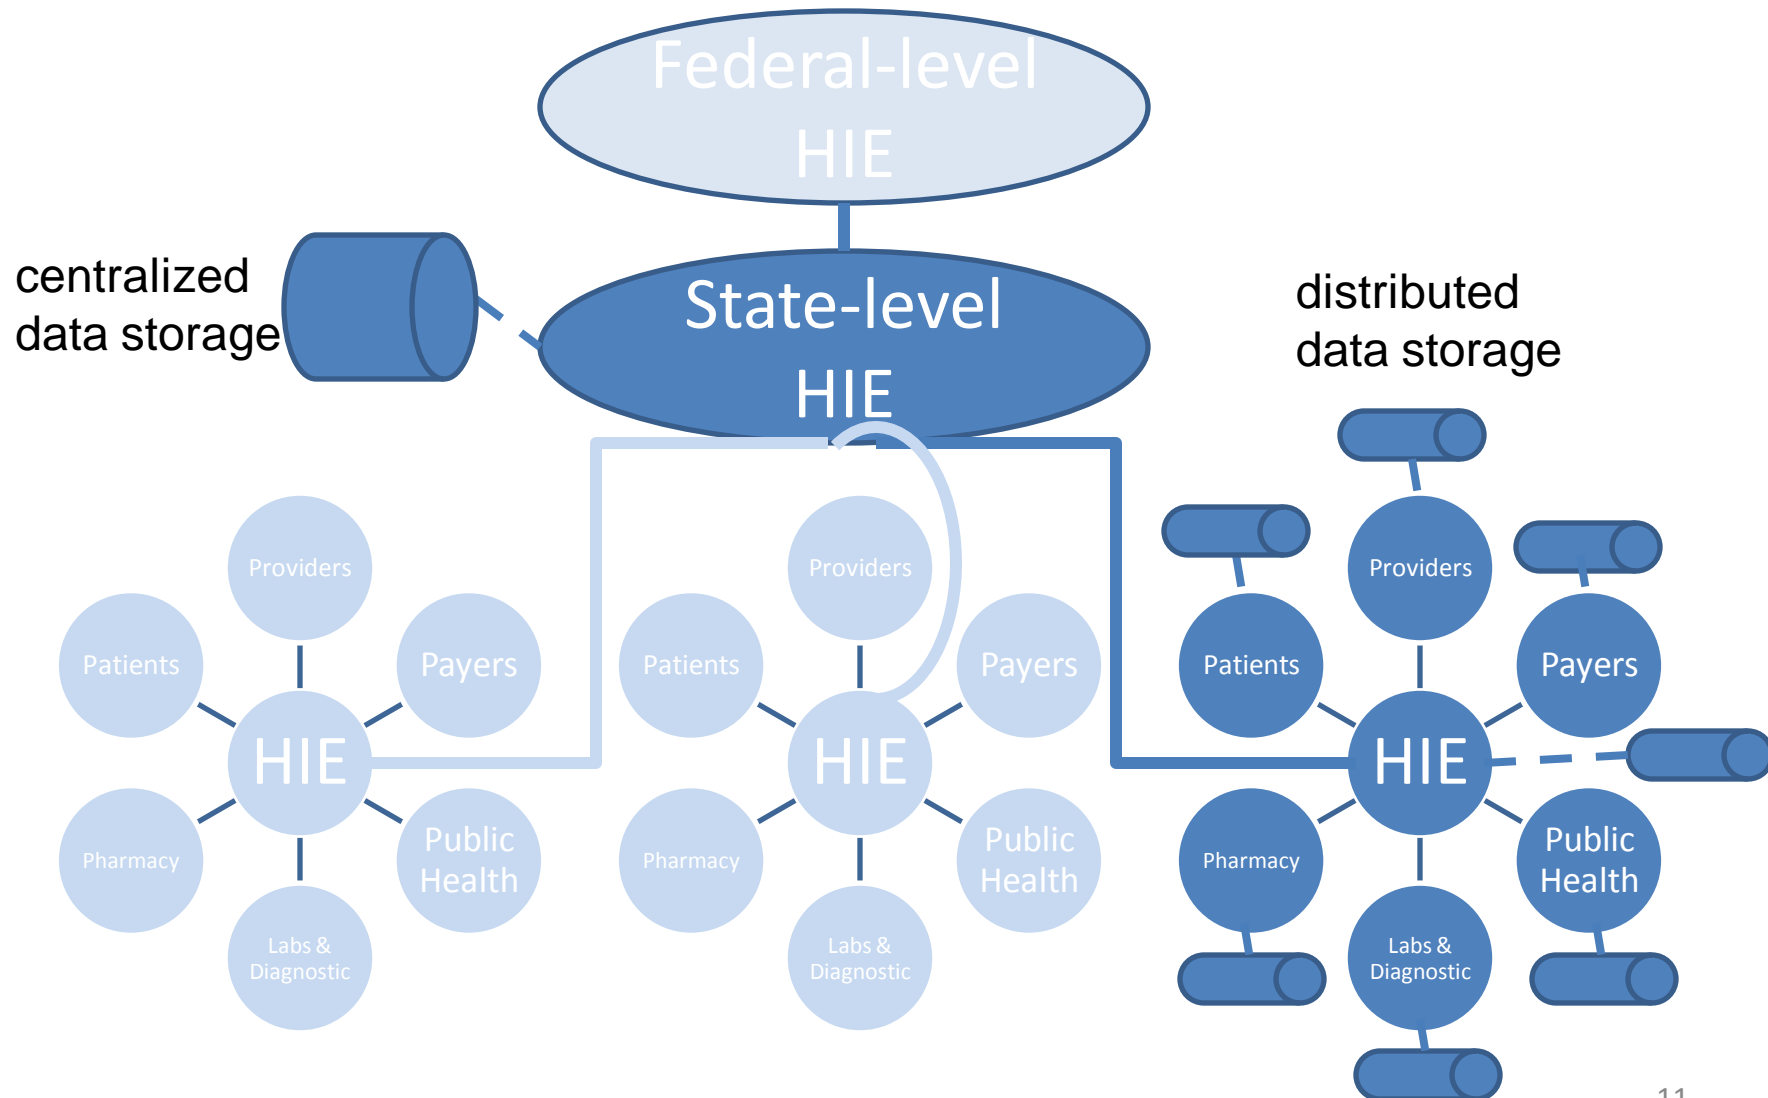 Federal-level
HIE
centralized
data storage
State-level
HIE
distributed
data storage
Providers
Patients
Payers
HIE
Pharmacy
Public
Health
Labs &
Diagnostic
Providers
Patients
Payers
HIE
Pharmacy
Public
Health
Labs &
Diagnostic
Providers
Patients
Payers
HIE
Pharmacy
Public
Health
Labs &
Diagnostic
11